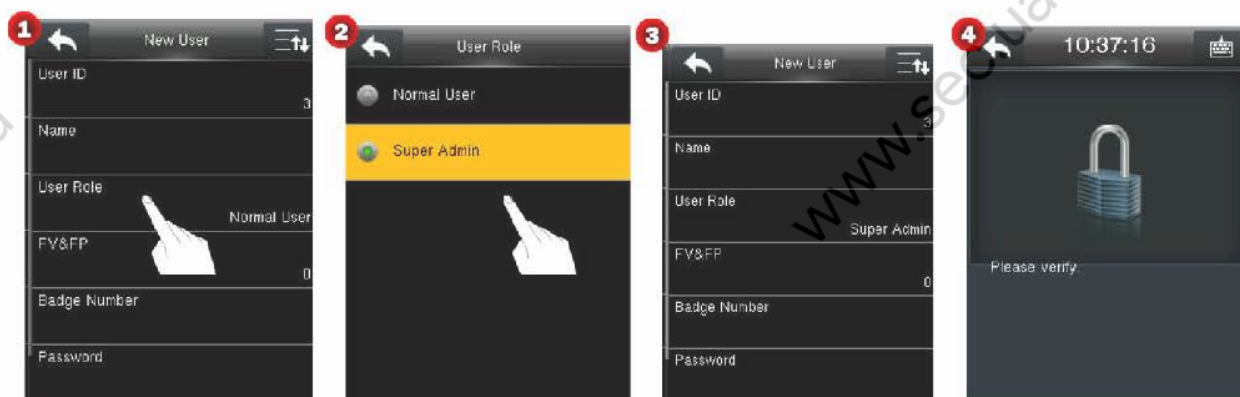 1
New User
User ID
3
Name
User Role
Normal User
FV&FP
0
Badge Number
Password
2
User Role
Normal User
Super Admin
3
New User
User ID
3
Name
User Role
Super Admin
FV&FP
0
Badge Number
Password
4
10:37:16
Please verify.